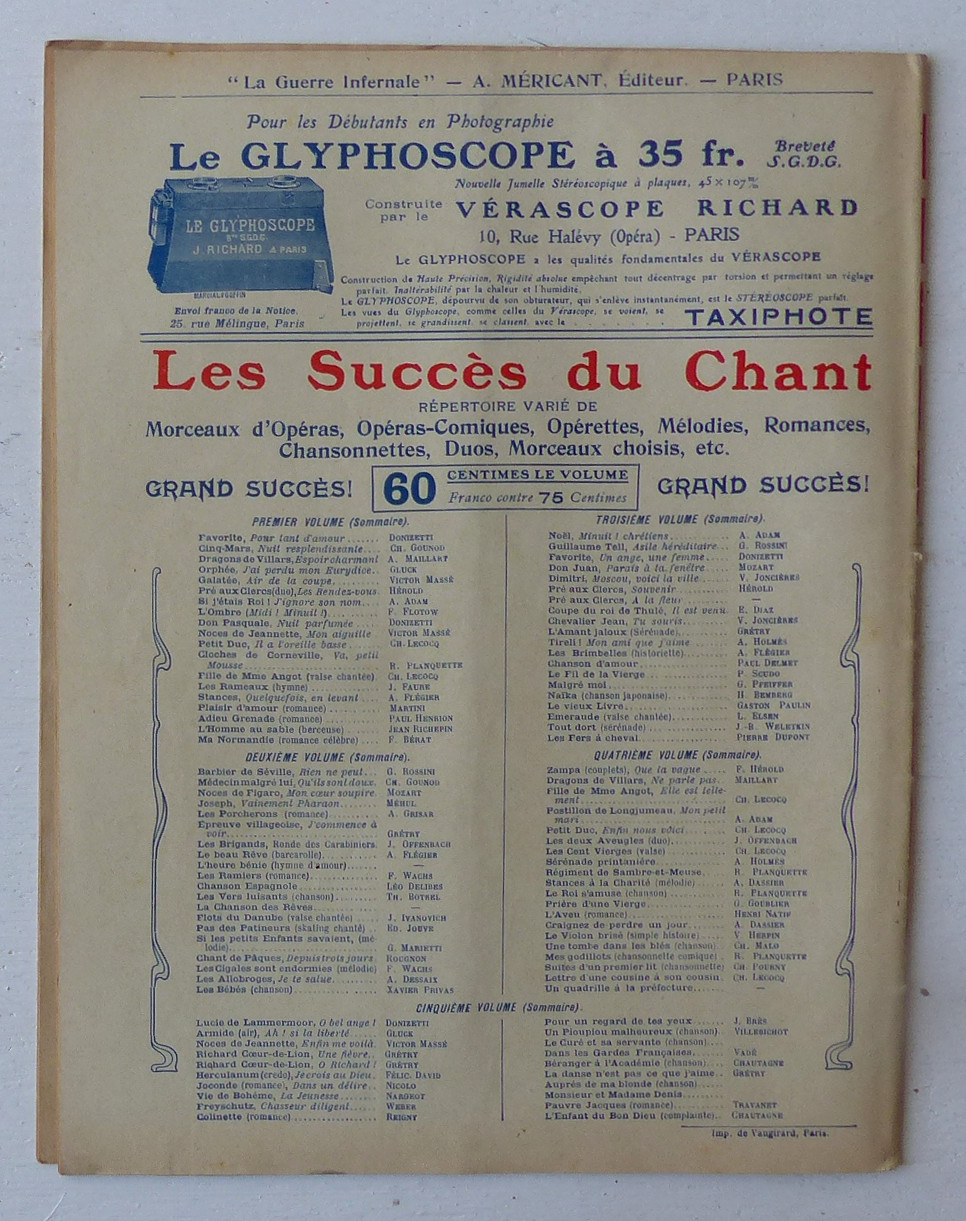 "La Guerre Infernale" — A. MÉRICANT, Éditeur. — PARIS
Pour les Débutants en Photographie
Le GLYPHOSCOPE à 35 fr. Breveté S.G.D.G.
Nouvelle Jumelle Stéréoscopique à plaques, 45 × 107 m/m
Construite par le VÉRASCOPE RICHARD
10, Rue Halévy (Opéra) - PARIS
Le GLYPHOSCOPE a les qualités fondamentales du VÉRASCOPE
LE GLYPHOSCOPE
Bté S.G.D.G
J. RICHARD à PARIS
Construction de Haute Précision, Rigidité absolue empêchant tout décentrage par torsion et permettant un réglage
parfait. Inaltérabilité par la chaleur et l'humidité.
Le GLYPHOSCOPE, dépourvu de son obturateur, qui s'enlève instantanément, est le STÉRÉOSCOPE parfait.
Les vues du Glyphoscope, comme celles du Vérascope, se voient, se
projettent, se grandissent, se classent, avec le . . . . . . . . TAXIPHOTE
Envoi franco de la Notice.
25, rue Mélingue, Paris
Les Succès du Chant
RÉPERTOIRE VARIÉ DE
Morceaux d'Opéras, Opéras-Comiques, Opérettes, Mélodies, Romances,
Chansonnettes, Duos, Morceaux choisis, etc.
GRAND SUCCÈS! 60 CENTIMES LE VOLUME GRAND SUCCÈS!
Franco contre 75 Centimes
PREMIER VOLUME (Sommaire).
Favorite, Pour tant d'amour ....... DONIZETTI
Cinq-Mars, Nuit resplendissante.... CH. GOUNOD
Dragons de Villars, Espoir charmant A. MAILLART
Orphée, J'ai perdu mon Eurydice.. GLUCK
Galatée, Air de la coupe.......... VICTOR MASSÉ
Pré aux Clercs (duo), Les Rendez-vous HÉROLD
Si j'étais Roi! J'ignore son nom.... A. ADAM
L'Ombre (Midi! Minuit!).......... F. FLOTOW
Don Pasquale, Nuit parfumée ..... DONIZETTI
Noces de Jeannette, Mon aiguille VICTOR MASSÉ
Petit Duc, Il a l'oreille basse ...... CH. LECOCQ
Cloches de Corneville, Va, petit
Mousse .................... R. PLANQUETTE
Fille de Mme Angot (valse chantée) CH. LECOCQ
Les Rameaux (hymne) ............ J. FAURE
Stances, Quelquefois, en levant .... A. FLÉGIER
Plaisir d'amour (romance) ......... MARTINI
Adieu Grenade (romance) .......... PAUL HENRION
L'Homme au sable (berceuse)....... JEAN RICHEPIN
Ma Normandie (romance célèbre) .... F. BÉRAT
DEUXIÈME VOLUME (Sommaire).
Barbier de Séville, Rien ne peut... G. ROSSINI
Médecin malgré lui, Qu'ils sont doux. CH. GOUNOD
Noces de Figaro, Mon cœur soupire MOZART
Joseph, Vainement Pharaon........ MÉHUL
Les Porcherons (romance).......... A. GRISAR
Epreuve villageoise, J'commence à
voir.......................... GRÉTRY
Les Brigands, Ronde des Carabiniers. J. OFFENBACH
Le beau Rêve (barcarolle).......... A. FLÉGIER
L'heure bénie (hymne d'amour)...... —
Les Ramiers (romance)............. F. WACHS
Chanson Espagnole .............. LÉO DELIBES
Les Vers luisants (chanson)......... TH. BOTREL
La Chanson des Rêves............ —
Flots du Danube (valse chantée) .... J. IVANOVICH
Pas des Patineurs (skating chanté) .. ED. JOUVE
Si les petits Enfants savaient, (mé
lodie)......................... G. MARIETTI
Chant de Pâques, Depuis trois jours. ROUGNON
Les Cigales sont endormies (mélodie) F. WACHS
Les Allobroges, Je te salue......... A. DESSAIX
Les Bébés (chanson)............... XAVIER PRIVAS
TROISIÈME VOLUME (Sommaire).
Noël, Minuit! chrétiens........... A. ADAM
Guillaume Tell, Asile héréditaire... G. ROSSINI
Favorite, Un ange, une femme...... DONIZETTI
Don Juan, Parais à ta fenêtre..... MOZART
Dimitri, Moscou, voici la ville..... V. JONCIÈRES
Pré aux Clercs, Souvenir.......... HÉROLD
Pré aux Clercs, A la fleur ........ —
Coupe du roi de Thulé, Il est venu E. DIAZ
Chevalier Jean, Tu souris.......... V. JONCIÈRES
L'Amant jaloux (Sérénade)......... GRÉTRY
Tirell! Mon ami que j'aime ....... A. HOLMÈS
Les Brimbelles (historiette)........ A. FLÉGIER
Chanson d'amour................. PAUL DELMET
Le Fil de la Vierge .............. P. SCUDO
Malgré moi...................... G. PFEIFFER
Naïka (chanson japonaise).......... H. BEMBERG
Le vieux Livre.................. GASTON PAULIN
Emeraude (valse chantée)........... L. ELSEN
Tout dort (sérénade) ............. J.-B. WEKERLIN
Les Fers à cheval................ PIERRE DUPONT
QUATRIÈME VOLUME (Sommaire).
Zampa (couplets), Que la vague ..... F. HÉROLD
Dragons de Villars, Ne parle pas.. MAILLART
Fille de Mme Angot, Elle est telle-
ment......................... CH. LECOCQ
Postillon de Longjumeau, Mon petit
mari ......................... A. ADAM
Petit Duc, Enfin nous voici........ CH. LECOCQ
Les deux Aveugles (duo).......... J. OFFENBACH
Les Cent Vierges (valse) .......... CH. LECOCQ
Sérénade printanière............. A. HOLMÈS
Régiment de Sambre-et-Meuse.... R. PLANQUETTE
Stances à la Charité (mélodie)...... A. DASSIER
Le Roi s'amuse (chanson) .......... R. PLANQUETTE
Prière d'une Vierge.............. G. GOUBLIER
L'Aveu (romance)................. HENRI NATIF
Craignez de perdre un jour....... A. DASSIER
Le Violon brisé (simple histoire) .... V. HERPIN
Une tombe dans les blés (chanson). CH. MALO
Mes godillots (chansonnette comique) . R. PLANQUETTE
Suites d'un premier lit (chansonnette) CH. POURNY
Lettre d'une cousine à son cousin. CH. LECOCQ
Un quadrille à la préfecture...... —
CINQUIÈME VOLUME (Sommaire).
Lucie de Lammermoor, O bel ange! DONIZETTI
Armide (air), Ah! si la liberté...... GLUCK
Noces de Jeannette, Enfin me voilà. VICTOR MASSÉ
Richard Cœur-de-Lion, Une fièvre.. GRÉTRY
Richard Cœur-de-Lion, O Richard! GRÉTRY
Herculanum (credo), Je crois au Dieu. FÉLIC. DAVID
Joconde (romance), Dans un délire.. NICOLO
Vie de Bohème, La Jeunesse....... NARGEOT
Freyschutz, Chasseur diligent..... WEBER
Colinette (romance) ............... REIGNY
Pour un regard de tes yeux ...... J. BRÈS
Un Pioupiou malheureux (chanson). VILLEBICHOT
Le Curé et sa servante (chanson)....
Dans les Gardes Françaises....... VADÉ
Béranger à l'Académie (chanson).... CHAUTAGNE
La danse n'est pas ce que j'aime.. GRÉTRY
Auprès de ma blonde (chanson)......
Monsieur et Madame Denis........
Pauvre Jacques (romance).......... TRAVANET
L'Enfant du Bon Dieu (complainte).. CHAUTAGNE
Imp. de Vaugirard, Paris.